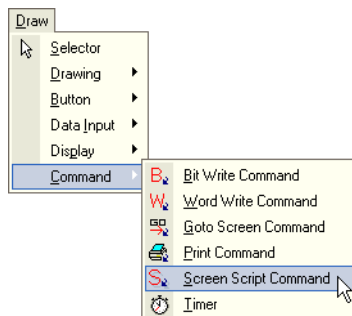 Draw
Selector
Drawing
Button
Data Input
Display
Command
Bit Write Command
Word Write Command
Goto Screen Command
Print Command
Screen Script Command
Timer